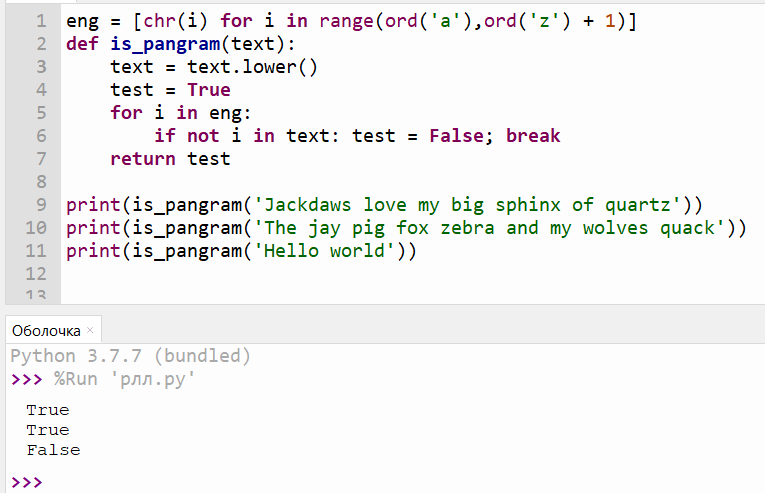 1 eng = [chr(i) for i in range(ord('a'),ord('z') + 1)]
2 def is_pangram(text):
3     text = text.lower()
4     test = True
5     for i in eng:
6         if not i in text: test = False; break
7     return test
8
9 print(is_pangram('Jackdaws love my big sphinx of quartz'))
10 print(is_pangram('The jay pig fox zebra and my wolves quack'))
11 print(is_pangram('Hello world'))
12
13
Оболочка ×
Python 3.7.7 (bundled)
>>> %Run 'рлл.py'
True
True
False
>>>